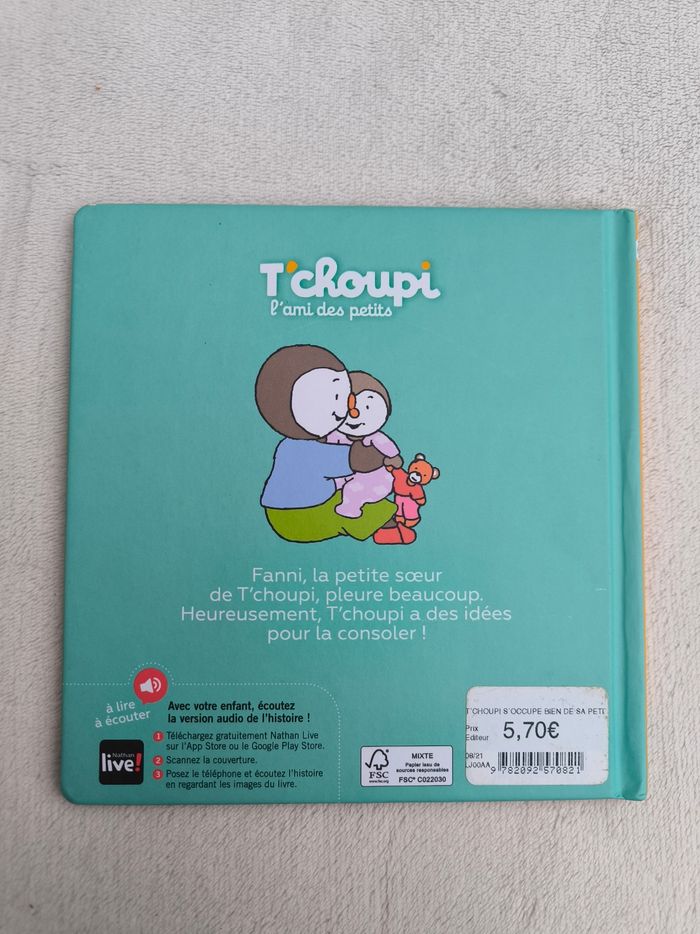 T'choupi
l'ami des petits
Fanni, la petite sœur
de T'choupi, pleure beaucoup.
Heureusement, T'choupi a des idées
pour la consoler !
à lire
à écouter
Avec votre enfant, écoutez
la version audio de l'histoire !
1 Téléchargez gratuitement Nathan Live
sur l'App Store ou le Google Play Store.
2 Scannez la couverture.
3 Posez le téléphone et écoutez l'histoire
en regardant les images du livre.
Nathan
live!
FSC
www.fsc.org
MIXTE
Papier issu de
sources responsables
FSC® C022030
T'CHOUPI S'OCCUPE BIEN DE SA PETI
Prix
Editeur
5,70€
08/21
9 782092 570821